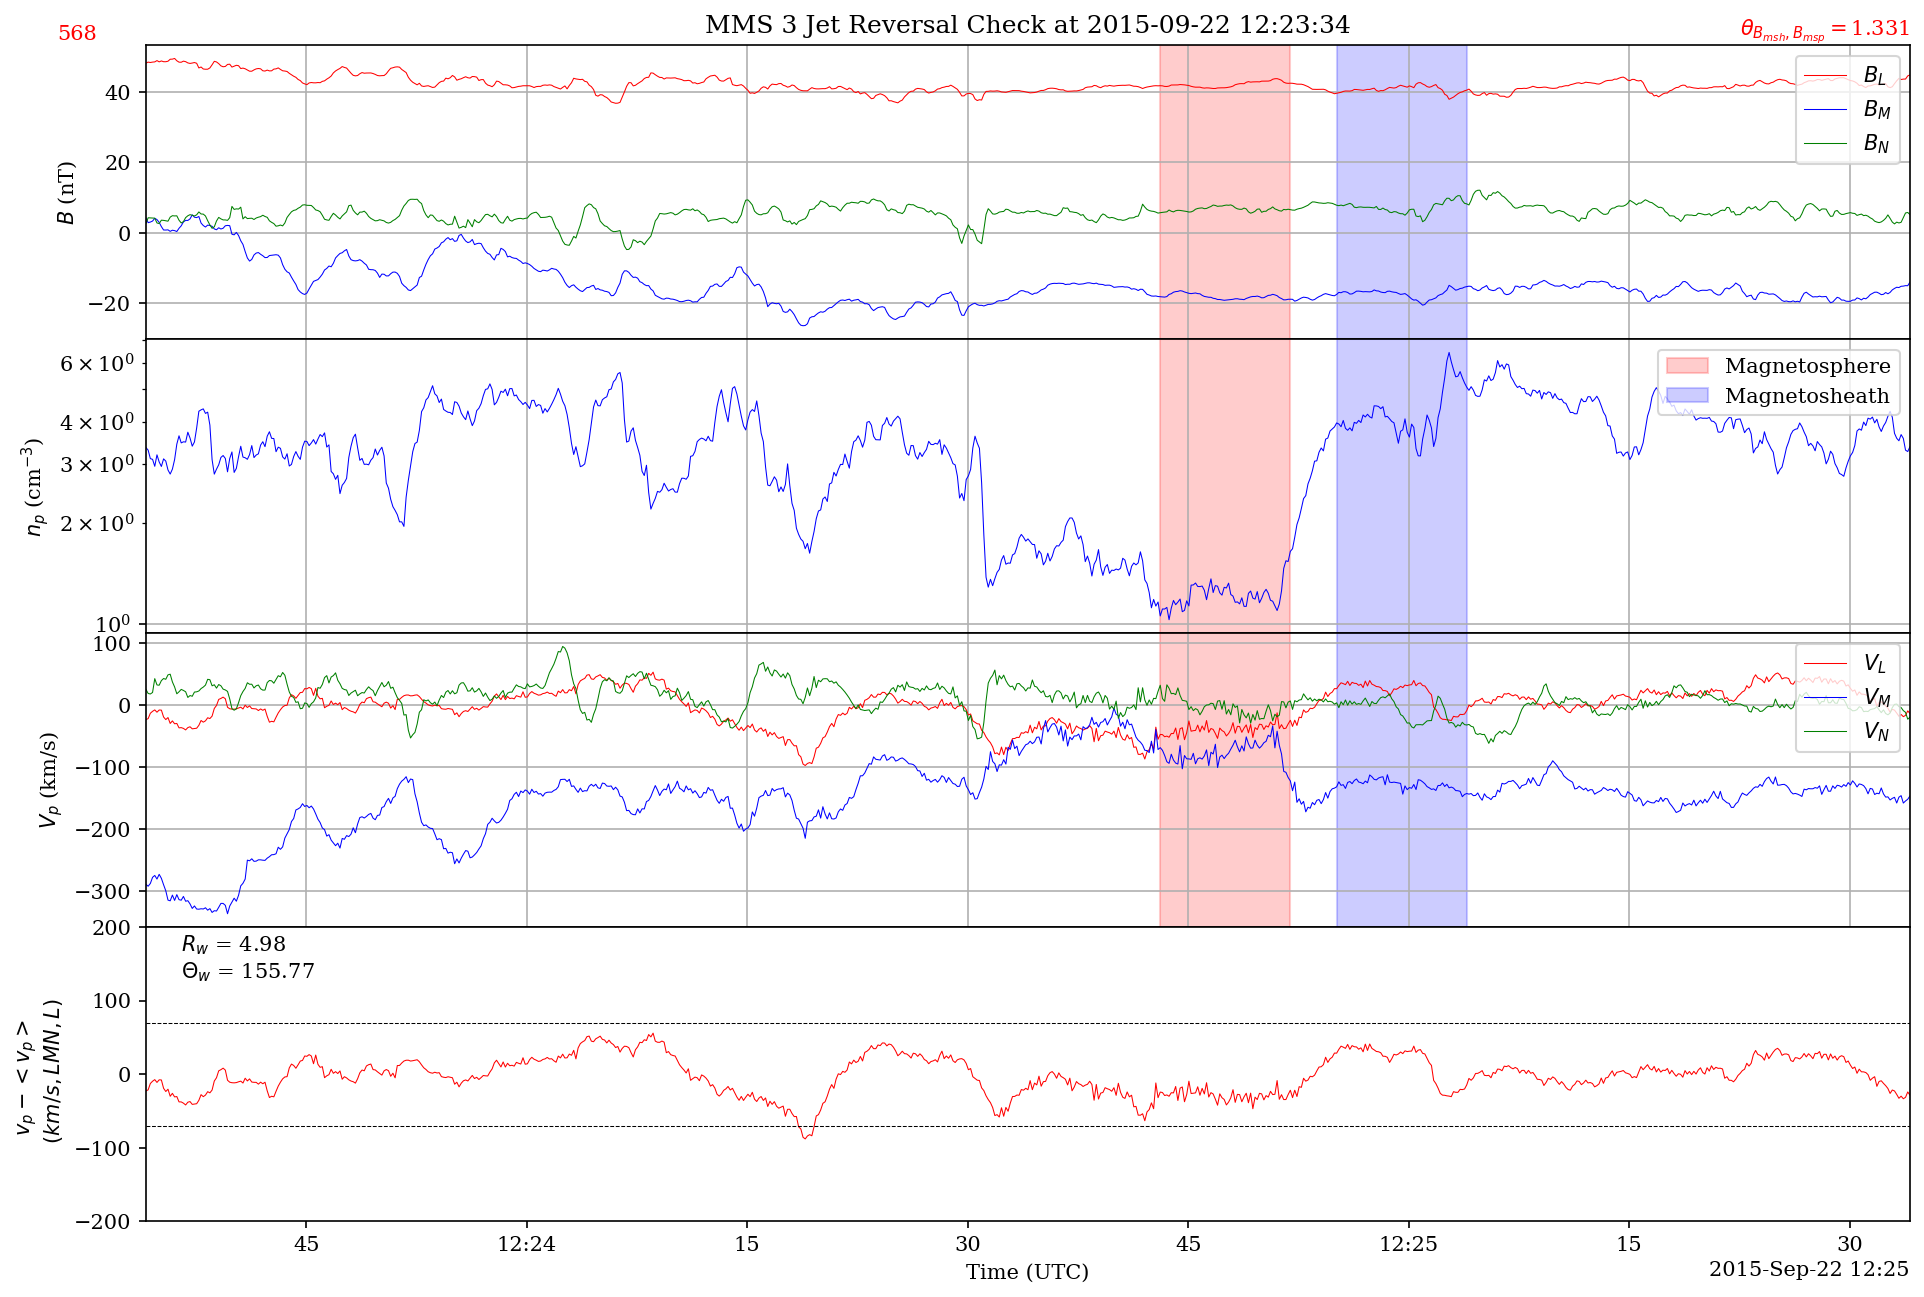 MMS 3 Jet Reversal Check at 2015-09-22 12:23:34
568
θ_{B_{msh}, B_{msp}} = 1.331
B (nT)
40
20
0
−20
B_L
B_M
B_N
n_p (cm^{−3})
6 × 10^0
4 × 10^0
3 × 10^0
2 × 10^0
10^0
Magnetosphere
Magnetosheath
V_p (km/s)
100
0
−100
−200
−300
V_L
V_M
V_N
v_p − < v_p >
(km/s, LMN, L)
200
100
0
−100
−200
R_w = 4.98
Θ_w = 155.77
45 12:24 15 30 45 12:25 15 30
Time (UTC)
2015-Sep-22 12:25